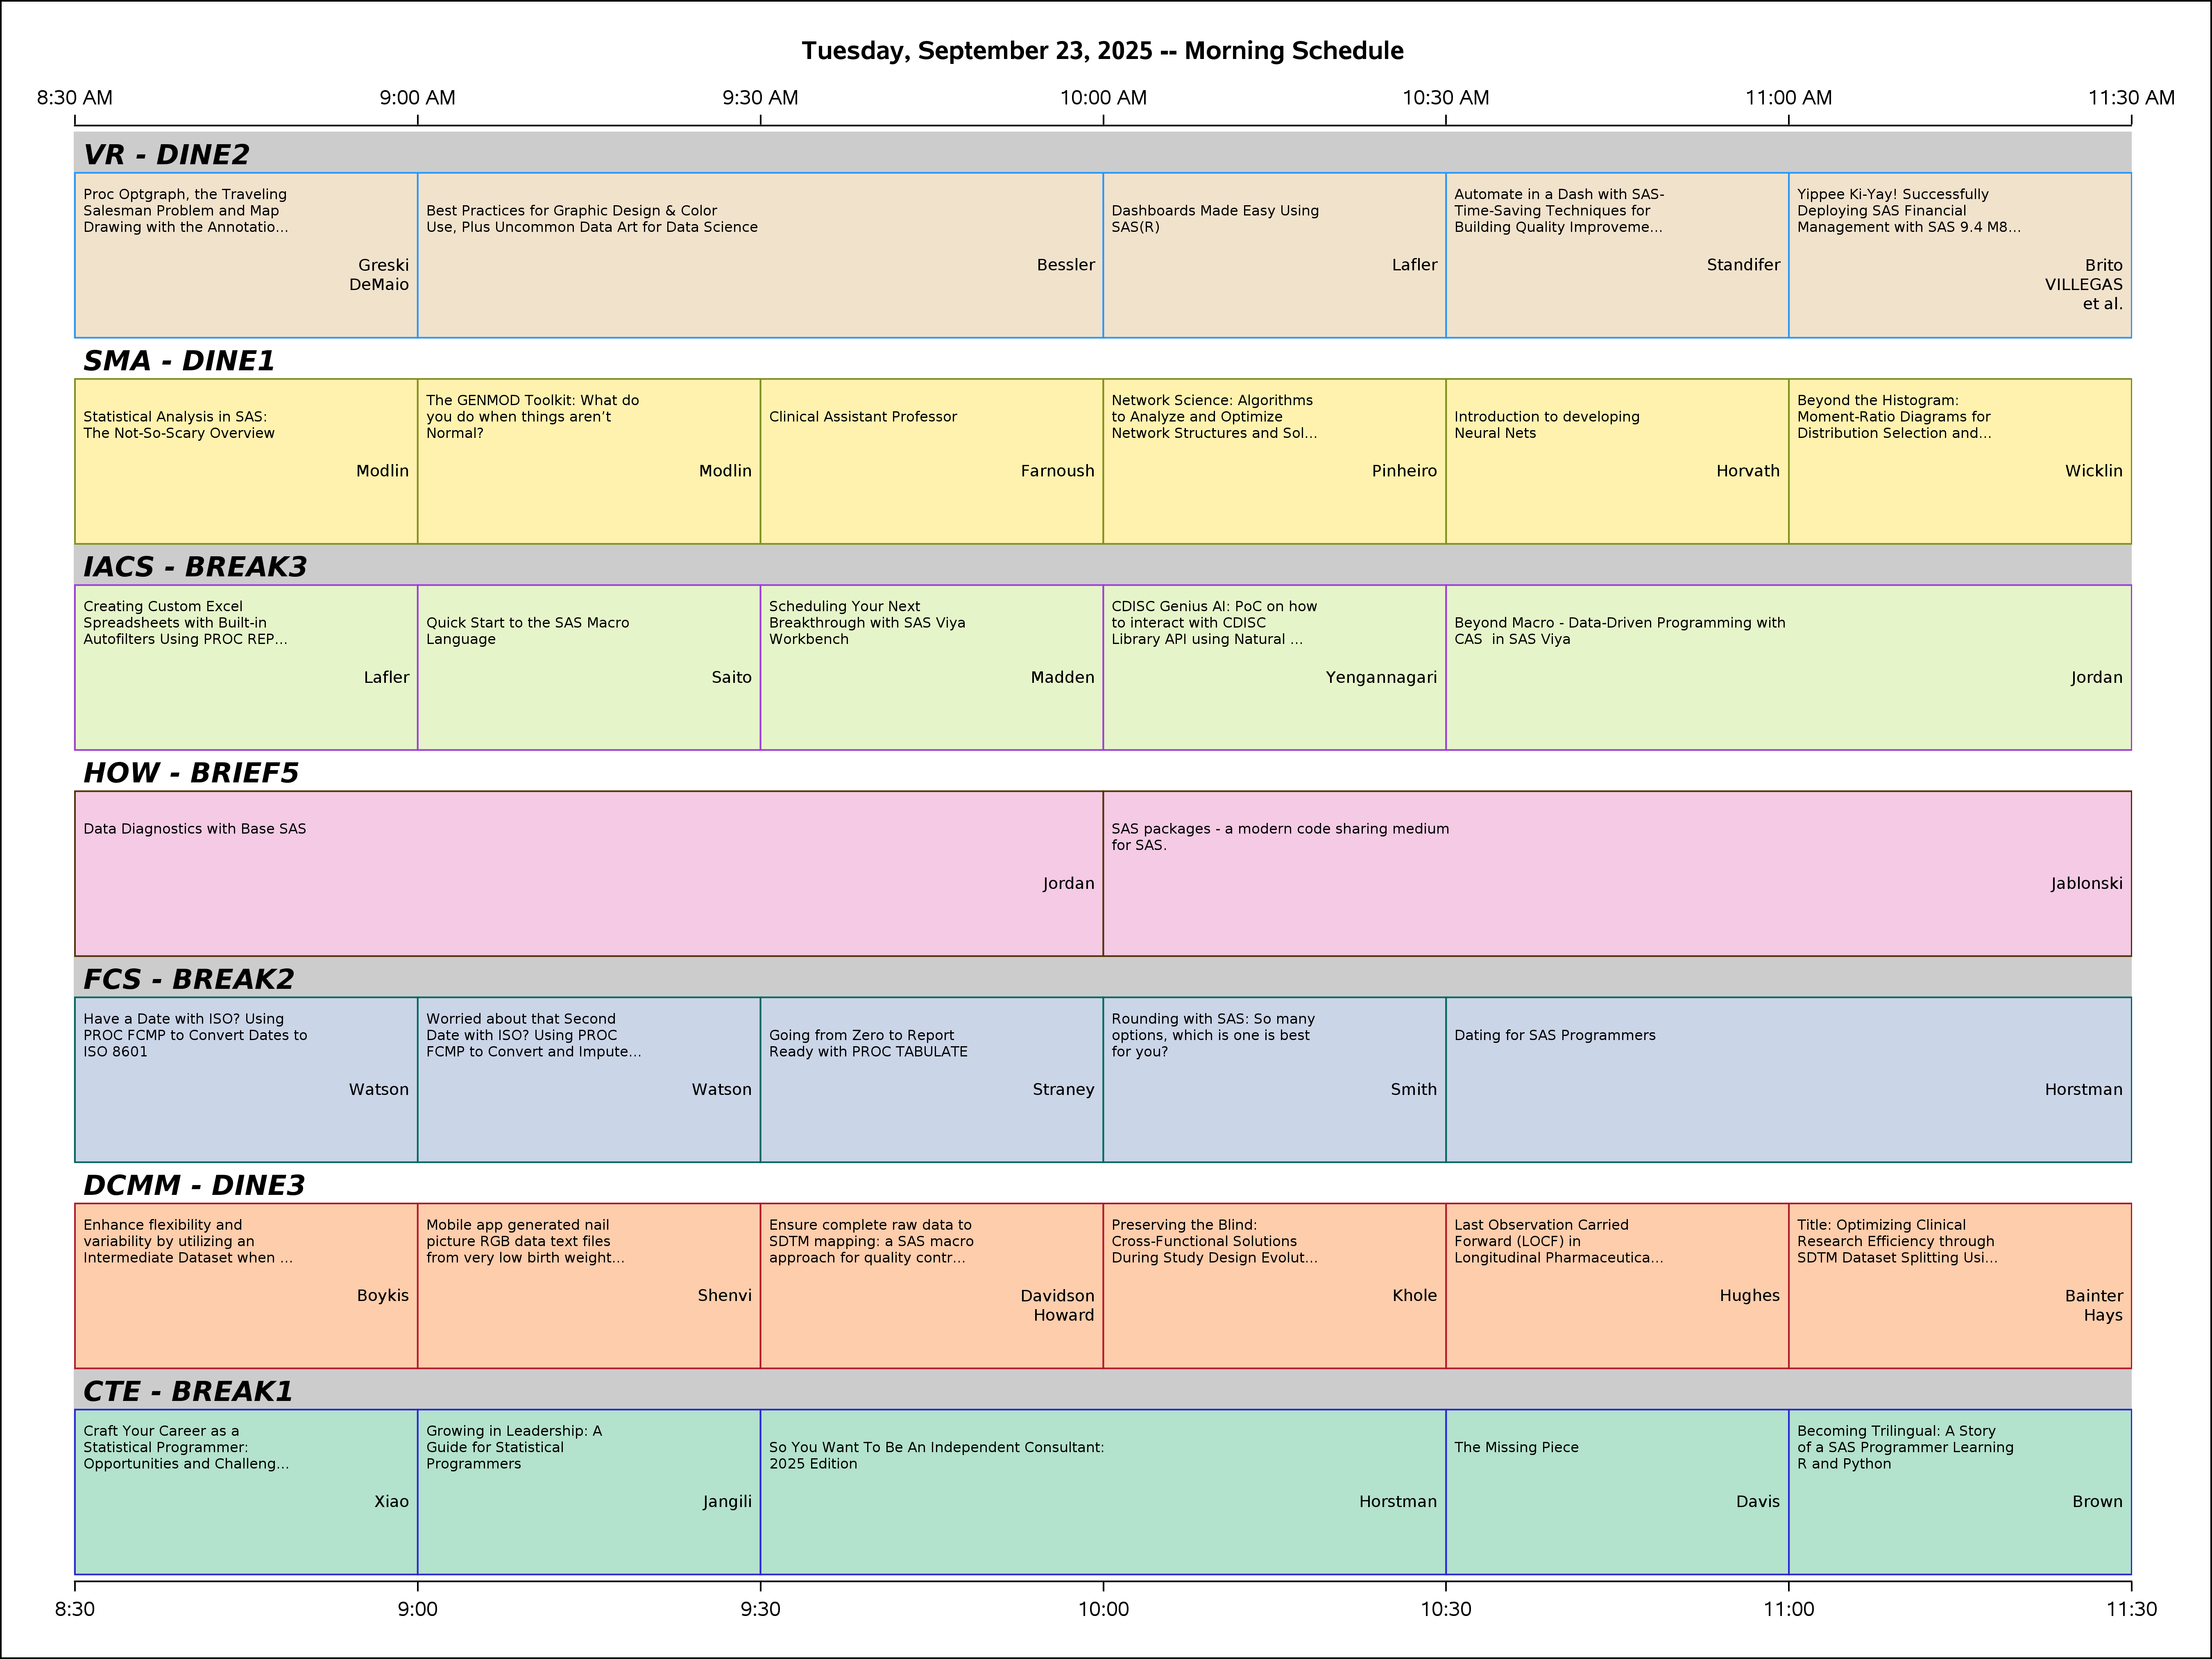 Tuesday, September 23, 2025 -- Morning Schedule
8:30 AM
9:00 AM
9:30 AM
10:00 AM
10:30 AM
11:00 AM
11:30 AM
VR - DINE2
Proc Optgraph, the Traveling
Salesman Problem and Map
Drawing with the Annotatio...
Greski
DeMaio
Best Practices for Graphic Design & Color
Use, Plus Uncommon Data Art for Data Science
Bessler
Dashboards Made Easy Using
SAS(R)
Lafler
Automate in a Dash with SAS-
Time-Saving Techniques for
Building Quality Improveme...
Standifer
Yippee Ki-Yay! Successfully
Deploying SAS Financial
Management with SAS 9.4 M8...
Brito
VILLEGAS
et al.
SMA - DINE1
Statistical Analysis in SAS:
The Not-So-Scary Overview
Modlin
The GENMOD Toolkit: What do
you do when things aren’t
Normal?
Modlin
Clinical Assistant Professor
Farnoush
Network Science: Algorithms
to Analyze and Optimize
Network Structures and Sol...
Pinheiro
Introduction to developing
Neural Nets
Horvath
Beyond the Histogram:
Moment-Ratio Diagrams for
Distribution Selection and...
Wicklin
IACS - BREAK3
Creating Custom Excel
Spreadsheets with Built-in
Autofilters Using PROC REP...
Lafler
Quick Start to the SAS Macro
Language
Saito
Scheduling Your Next
Breakthrough with SAS Viya
Workbench
Madden
CDISC Genius AI: PoC on how
to interact with CDISC
Library API using Natural ...
Yengannagari
Beyond Macro - Data-Driven Programming with
CAS  in SAS Viya
Jordan
HOW - BRIEF5
Data Diagnostics with Base SAS
Jordan
SAS packages - a modern code sharing medium
for SAS.
Jablonski
FCS - BREAK2
Have a Date with ISO? Using
PROC FCMP to Convert Dates to
ISO 8601
Watson
Worried about that Second
Date with ISO? Using PROC
FCMP to Convert and Impute...
Watson
Going from Zero to Report
Ready with PROC TABULATE
Straney
Rounding with SAS: So many
options, which is one is best
for you?
Smith
Dating for SAS Programmers
Horstman
DCMM - DINE3
Enhance flexibility and
variability by utilizing an
Intermediate Dataset when ...
Boykis
Mobile app generated nail
picture RGB data text files
from very low birth weight...
Shenvi
Ensure complete raw data to
SDTM mapping: a SAS macro
approach for quality contr...
Davidson
Howard
Preserving the Blind:
Cross-Functional Solutions
During Study Design Evolut...
Khole
Last Observation Carried
Forward (LOCF) in
Longitudinal Pharmaceutica...
Hughes
Title: Optimizing Clinical
Research Efficiency through
SDTM Dataset Splitting Usi...
Bainter
Hays
CTE - BREAK1
Craft Your Career as a
Statistical Programmer:
Opportunities and Challeng...
Xiao
Growing in Leadership: A
Guide for Statistical
Programmers
Jangili
So You Want To Be An Independent Consultant:
2025 Edition
Horstman
The Missing Piece
Davis
Becoming Trilingual: A Story
of a SAS Programmer Learning
R and Python
Brown
8:30
9:00
9:30
10:00
10:30
11:00
11:30